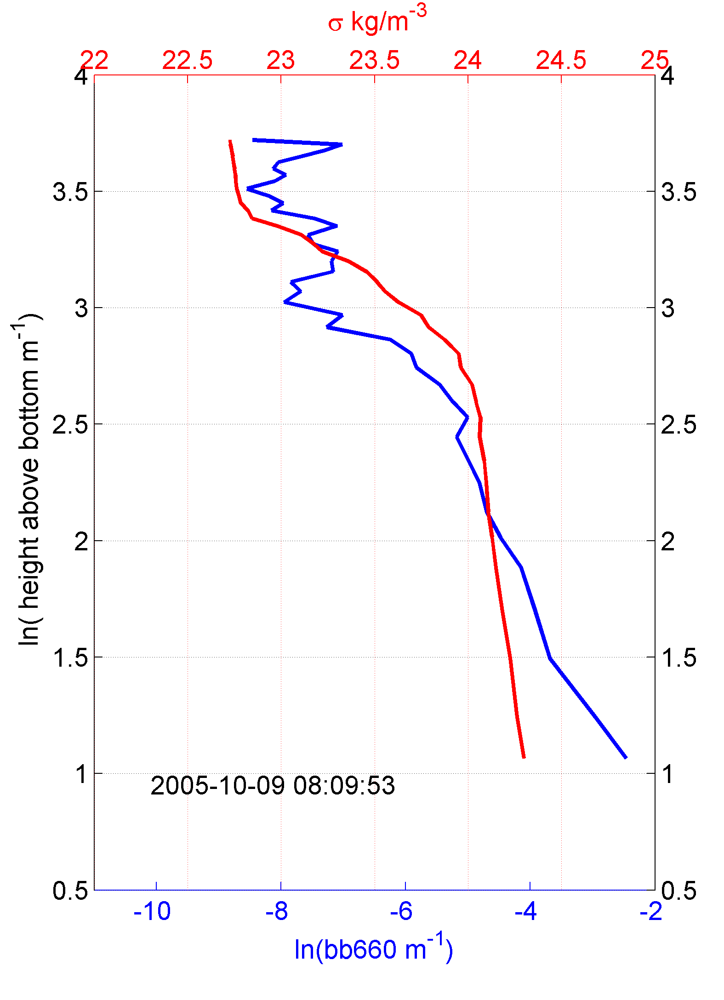 σ kg/m⁻³
22 22.5 23 23.5 24 24.5 25
4 4
3.5 3.5
3 3
2.5 2.5
2 2
1.5 1.5
1 1
0.5 0.5
ln( height above bottom m⁻¹)
2005-10-09 08:09:53
-10 -8 -6 -4 -2
ln(bb660 m⁻¹)